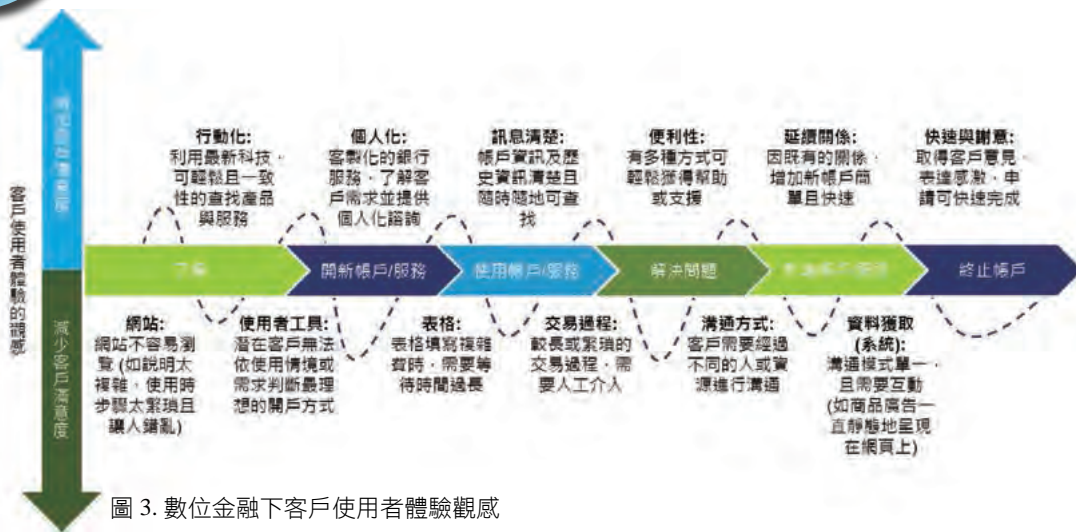 客戶使用者體驗的觀感
減少客戶滿意度
行動化:
利用最新科技，
可輕鬆且一致
性的查找產品
與服務
個人化:
客製化的銀行
服務，了解客
戶需求並提供
個人化諮詢
訊息清楚:
帳戶資訊及歷
史資訊清楚且
隨時隨地可查
找
便利性:
有多種方式可
輕鬆獲得幫助
或支援
延續關係:
因既有的關係，
增加新帳戶簡
單且快速
快速與謝意:
取得客戶意見，
表達感激，申
請可快速完成
了解
開新帳戶/服務
使用帳戶/服務
解決問題
終止帳戶
網站:
網站不容易瀏
覽 (如說明太
複雜，使用時
步驟太繁瑣且
讓人錯亂)
使用者工具:
潛在客戶無法
依使用情境或
需求判斷最理
想的開戶方式
表格:
表格填寫複雜
費時，需要等
待時間過長
交易過程:
較長或繁瑣的
交易過程，需
要人工介入
溝通方式:
客戶需要經過
不同的人或資
源進行溝通
資料獲取
(系統):
溝通模式單一，
且需要互動
(如商品廣告一
直靜態地呈現
在網頁上)
圖 3. 數位金融下客戶使用者體驗觀感